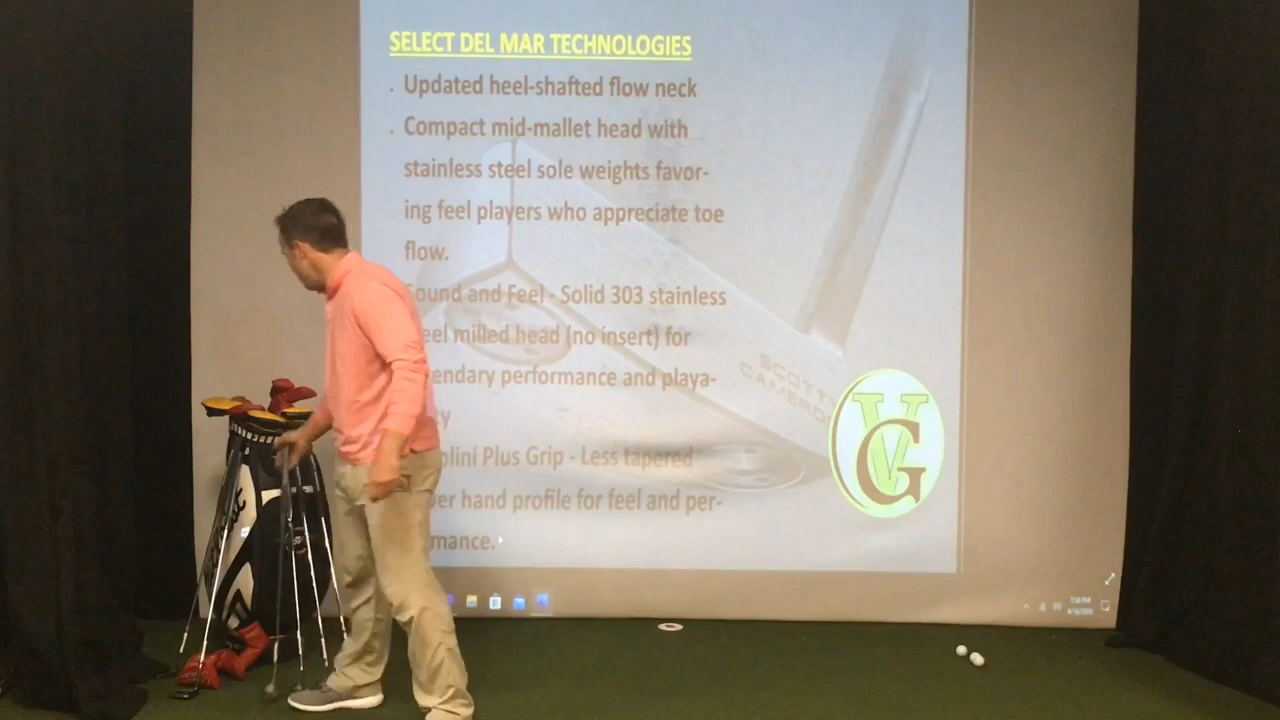 SELECT DEL MAR TECHNOLOGIES
. Updated heel-shafted flow neck
. Compact mid-mallet head with
stainless steel sole weights favor-
ing feel players who appreciate toe
flow.
ound and Feel - Solid 303 stainless
eel milled head (no insert) for
endary performance and playa-
y
lini Plus Grip - Less tapered
er hand profile for feel and per-
mance.
SCOTTY
CAMERON
VG